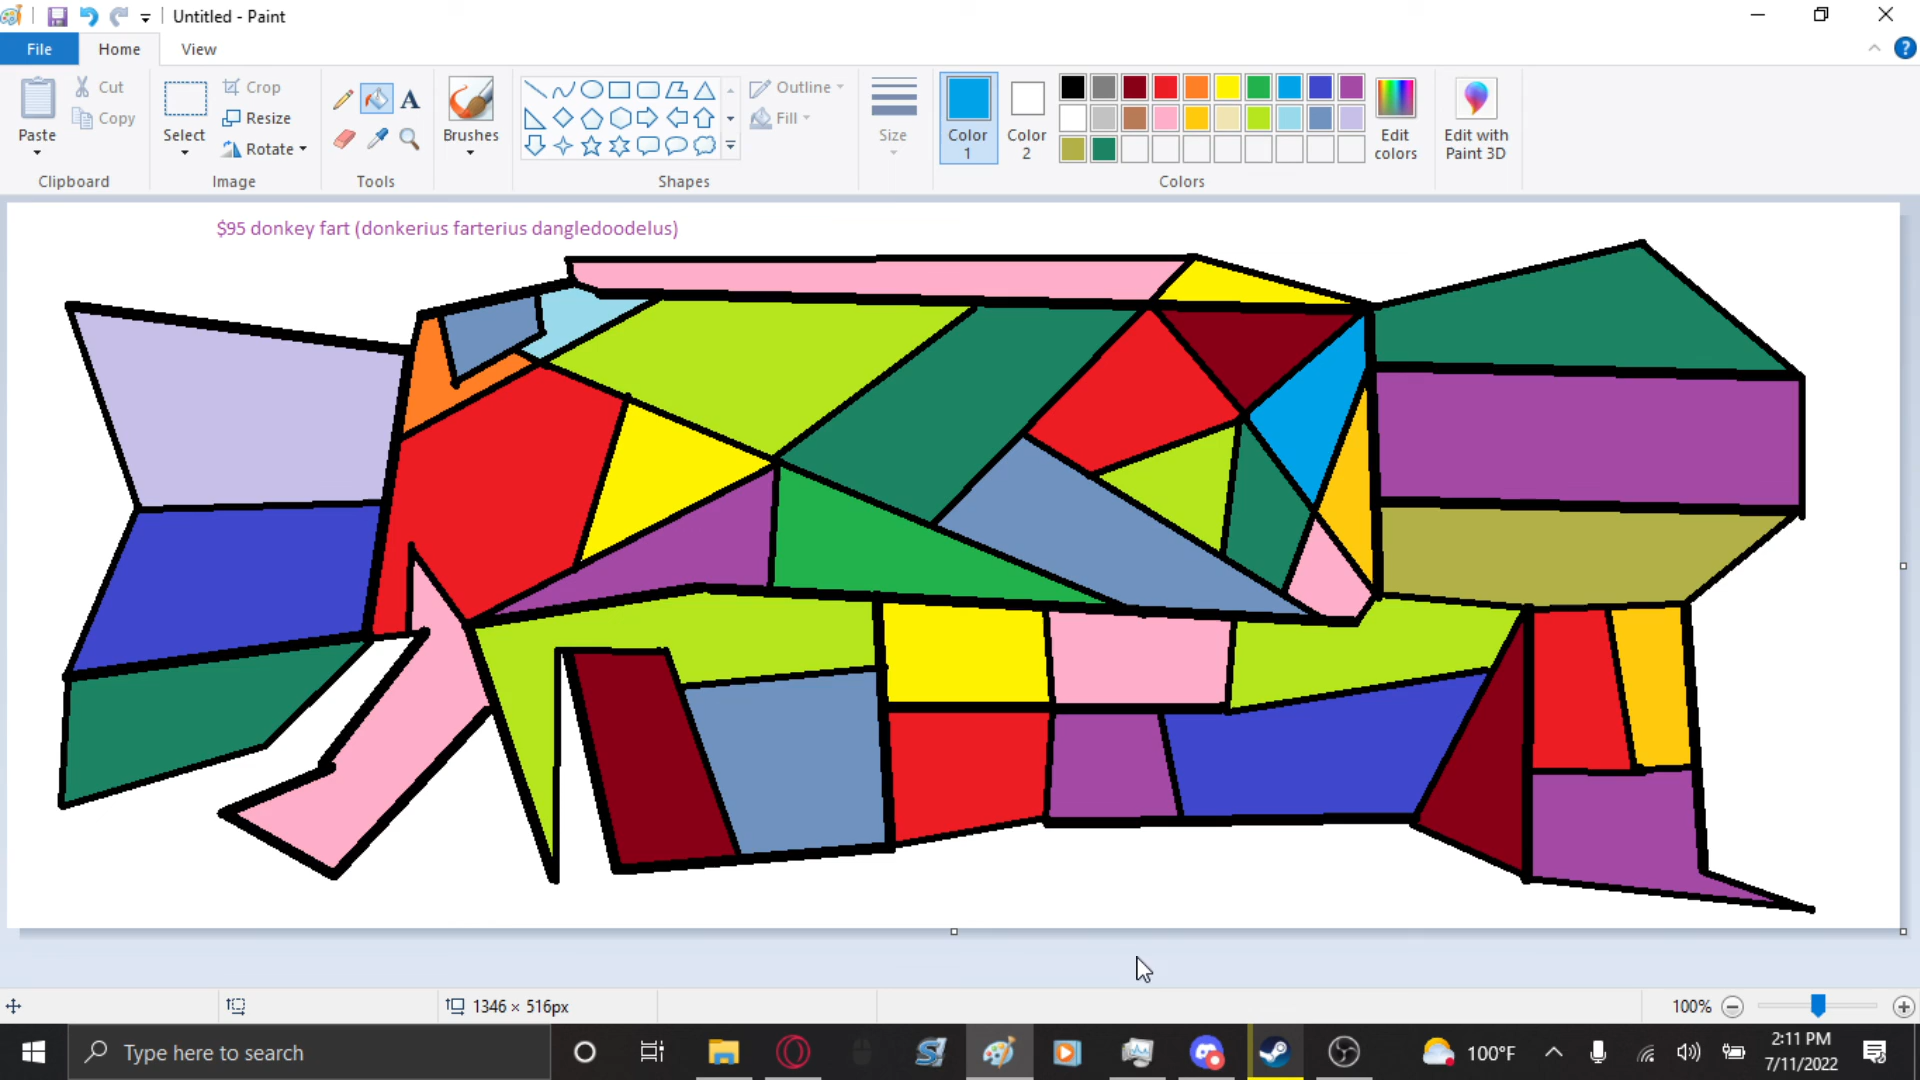 Untitled - Paint
File Home View
Paste
Cut
Copy
Clipboard
Select
Crop
Resize
Rotate
Image
A
Tools
Brushes
Outline
Fill
Shapes
Size
Color 1
Color 2
Edit colors
Colors
Edit with Paint 3D
$95 donkey fart (donkerius farterius dangledoodelus)
1346 × 516px
100%
Type here to search
100°F
2:11 PM
7/11/2022